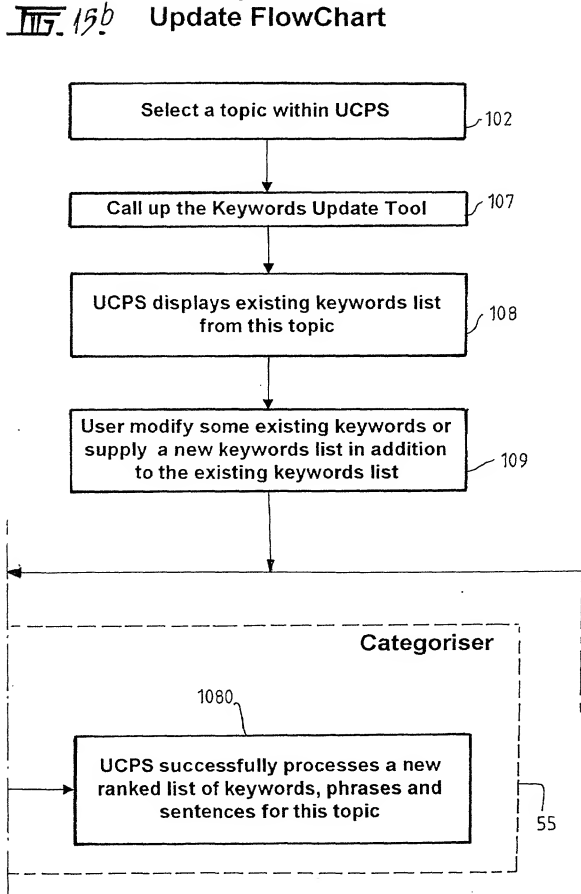 FIG. 15b Update FlowChart
Select a topic within UCPS
102
Call up the Keywords Update Tool
107
UCPS displays existing keywords list
from this topic
108
User modify some existing keywords or
supply a new keywords list in addition
to the existing keywords list
109
Categoriser
1080
UCPS successfully processes a new
ranked list of keywords, phrases and
sentences for this topic
55